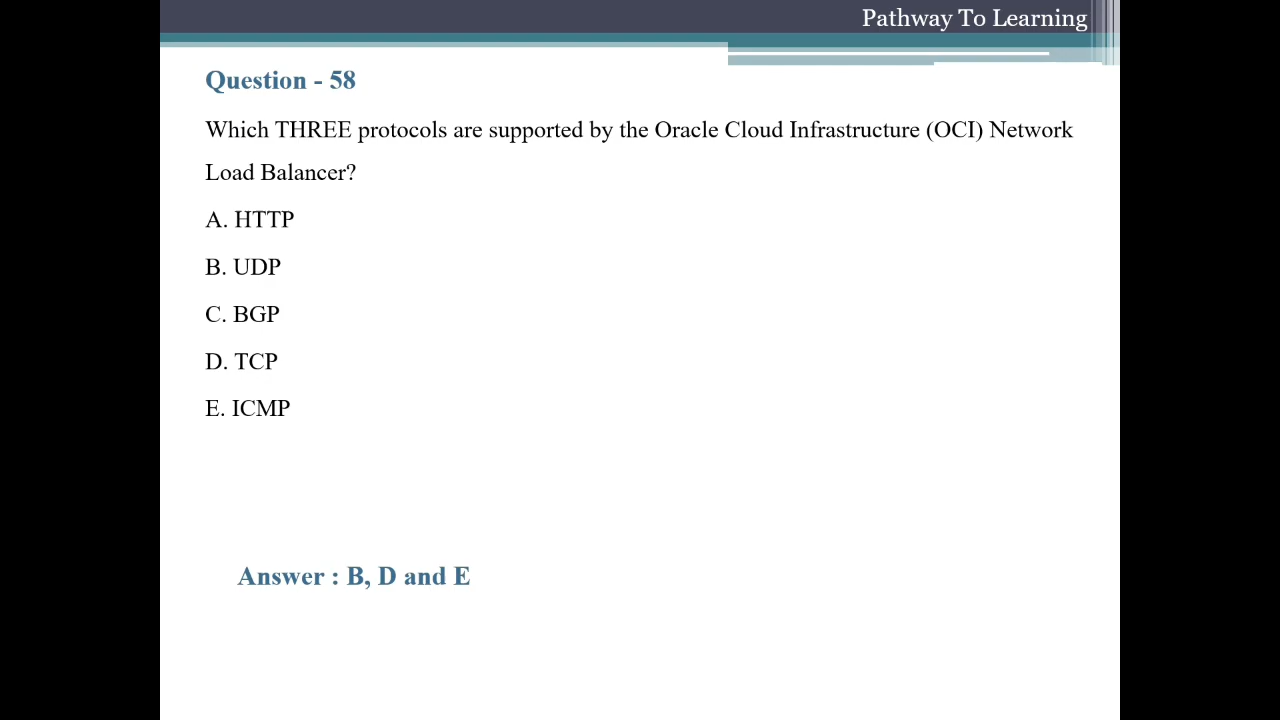 Pathway To Learning
Question - 58
Which THREE protocols are supported by the Oracle Cloud Infrastructure (OCI) Network
Load Balancer?
A. HTTP
B. UDP
C. BGP
D. TCP
E. ICMP
Answer : B, D and E